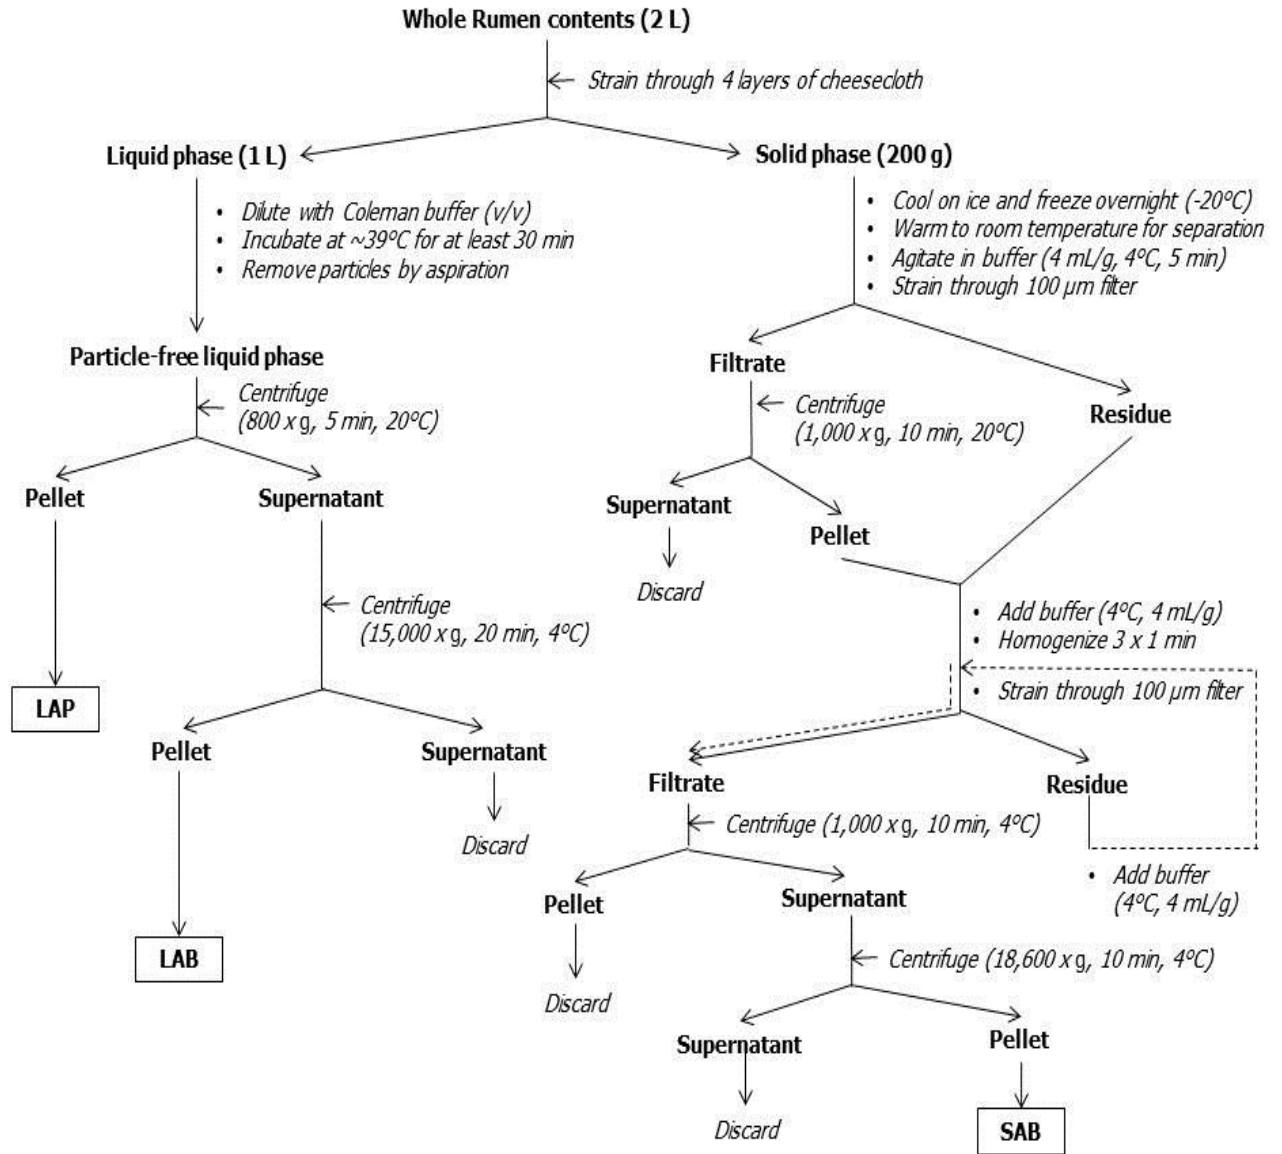 Whole Rumen contents (2 L)
Strain through 4 layers of cheesecloth
Liquid phase (1 L)
Solid phase (200 g)
• Dilute with Coleman buffer (v/v)
• Incubate at ~39°C for at least 30 min
• Remove particles by aspiration
• Cool on ice and freeze overnight (-20°C)
• Warm to room temperature for separation
• Agitate in buffer (4 mL/g, 4°C, 5 min)
• Strain through 100 µm filter
Particle-free liquid phase
Centrifuge
(800 x g, 5 min, 20°C)
Pellet
Supernatant
Centrifuge
(15,000 x g, 20 min, 4°C)
LAP
Pellet
Supernatant
Discard
LAB
Filtrate
Residue
Centrifuge
(1,000 x g, 10 min, 20°C)
Supernatant
Pellet
Discard
• Add buffer (4°C, 4 mL/g)
• Homogenize 3 x 1 min
• Strain through 100 µm filter
Filtrate
Residue
Centrifuge (1,000 x g, 10 min, 4°C)
• Add buffer
(4°C, 4 mL/g)
Pellet
Supernatant
Discard
Centrifuge (18,600 x g, 10 min, 4°C)
Supernatant
Pellet
Discard
SAB